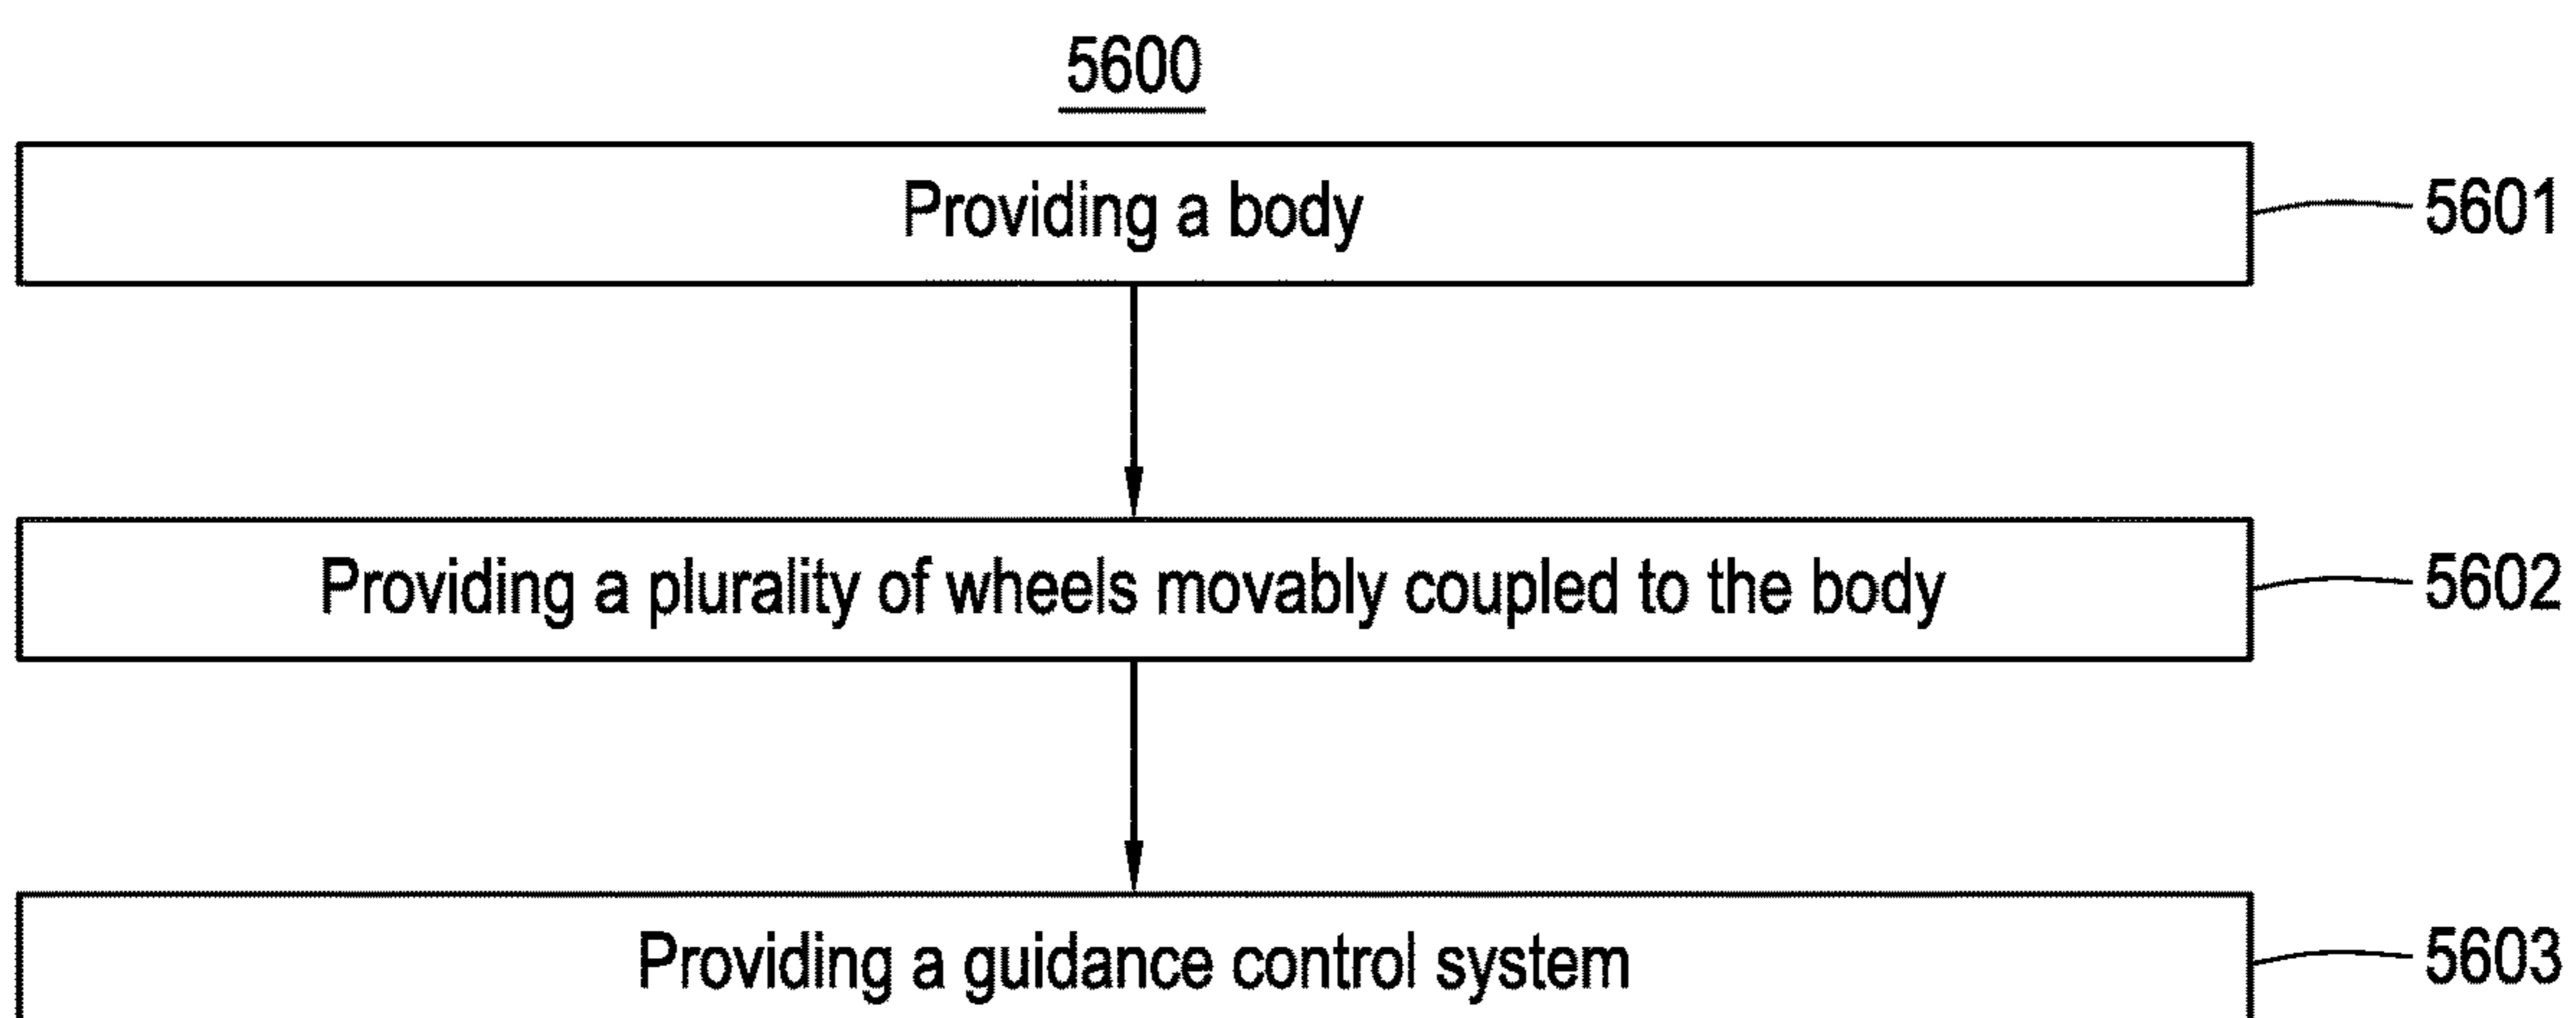 5600
Providing a body
5601
Providing a plurality of wheels movably coupled to the body
5602
Providing a guidance control system
5603